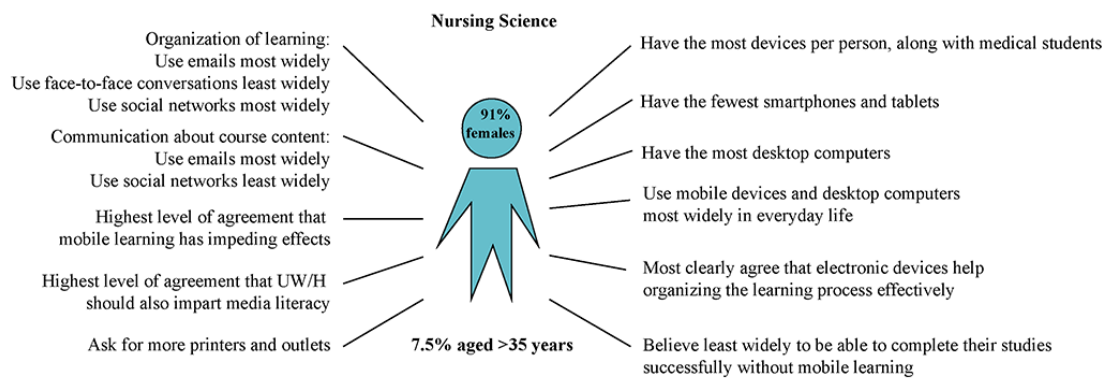 Nursing Science
Organization of learning:
Use emails most widely
Use face-to-face conversations least widely
Use social networks most widely
Communication about course content:
Use emails most widely
Use social networks least widely
Highest level of agreement that
mobile learning has impeding effects
Highest level of agreement that UW/H
should also impart media literacy
Ask for more printers and outlets
91%
females
7.5% aged >35 years
Have the most devices per person, along with medical students
Have the fewest smartphones and tablets
Have the most desktop computers
Use mobile devices and desktop computers
most widely in everyday life
Most clearly agree that electronic devices help
organizing the learning process effectively
Believe least widely to be able to complete their studies
successfully without mobile learning